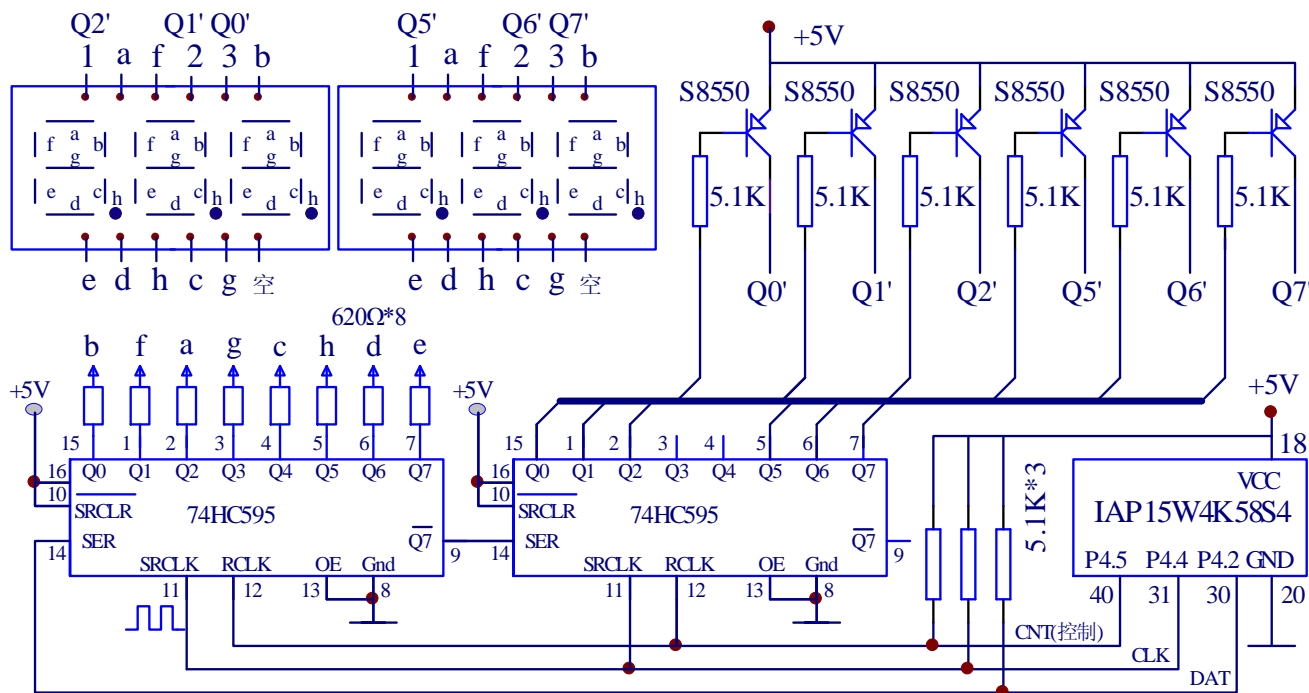 Q2' Q1' Q0' Q5' Q6' Q7' +5V
1 a f 2 3 b 1 a f 2 3 b
S8550 S8550 S8550 S8550 S8550 S8550
a a a a a a
f b f b f b f b f b f b
g g g g g g
e c h e c h e c h e c h e c h e c h
d d d d d d
5.1K 5.1K 5.1K 5.1K 5.1K 5.1K
e d h c g 空 e d h c g 空
Q0' Q1' Q2' Q5' Q6' Q7'
620Ω*8
b f a g c h d e
+5V +5V +5V
15 1 2 3 4 5 6 7 15 1 2 3 4 5 6 7 18
Q0 Q1 Q2 Q3 Q4 Q5 Q6 Q7 Q0 Q1 Q2 Q3 Q4 Q5 Q6 Q7
16 16
VCC
10 10
SRCLR 74HC595 SRCLR 74HC595 5.1K*3 IAP15W4K58S4
SER Q7 SER Q7
14 9 14 9
SRCLK RCLK OE Gnd SRCLK RCLK OE Gnd P4.5 P4.4 P4.2 GND
11 12 13 8 11 12 13 8 40 31 30 20
CNT(控制)
CLK
DAT